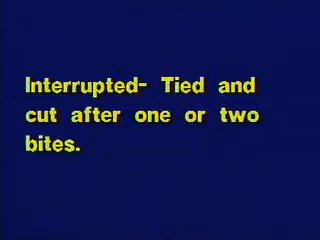 Interrupted- Tied and
cut after one or two
bites.